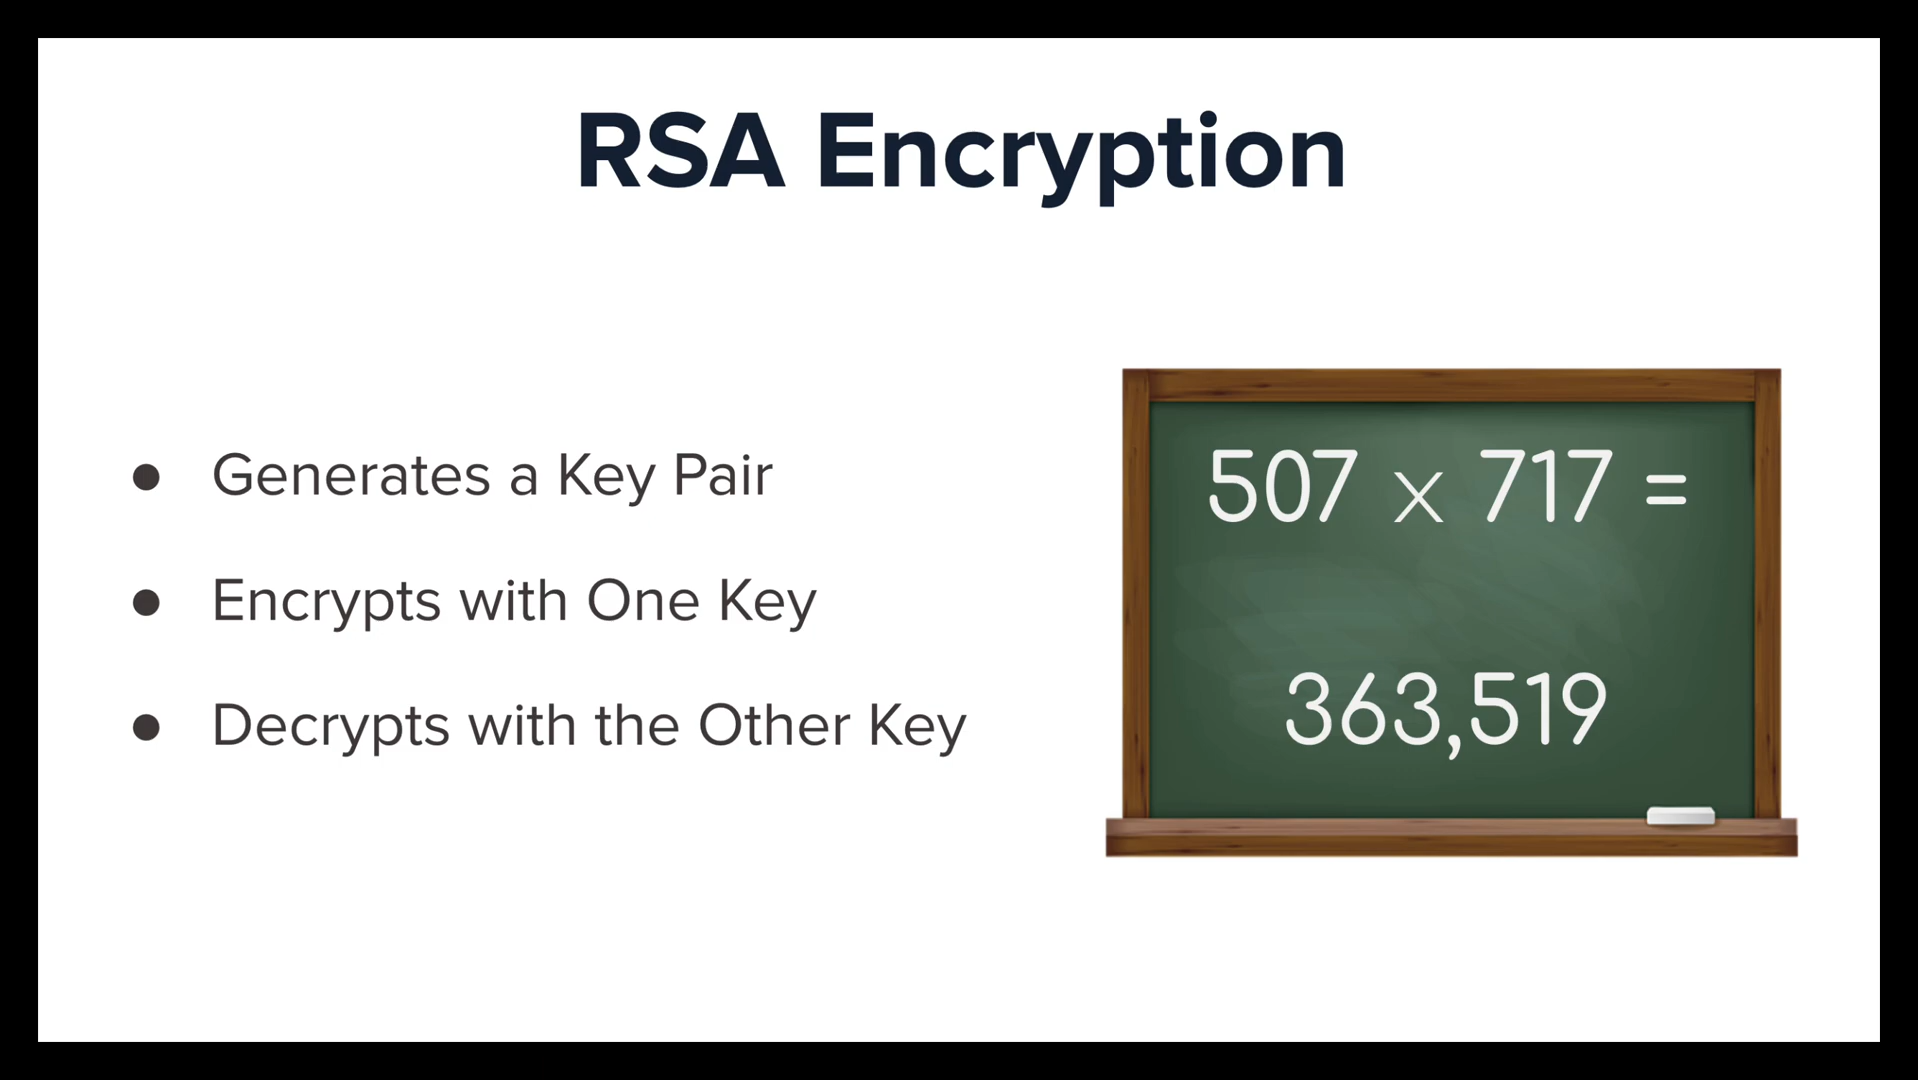 RSA Encryption
● Generates a Key Pair
● Encrypts with One Key
● Decrypts with the Other Key
507 x 717 =
363,519